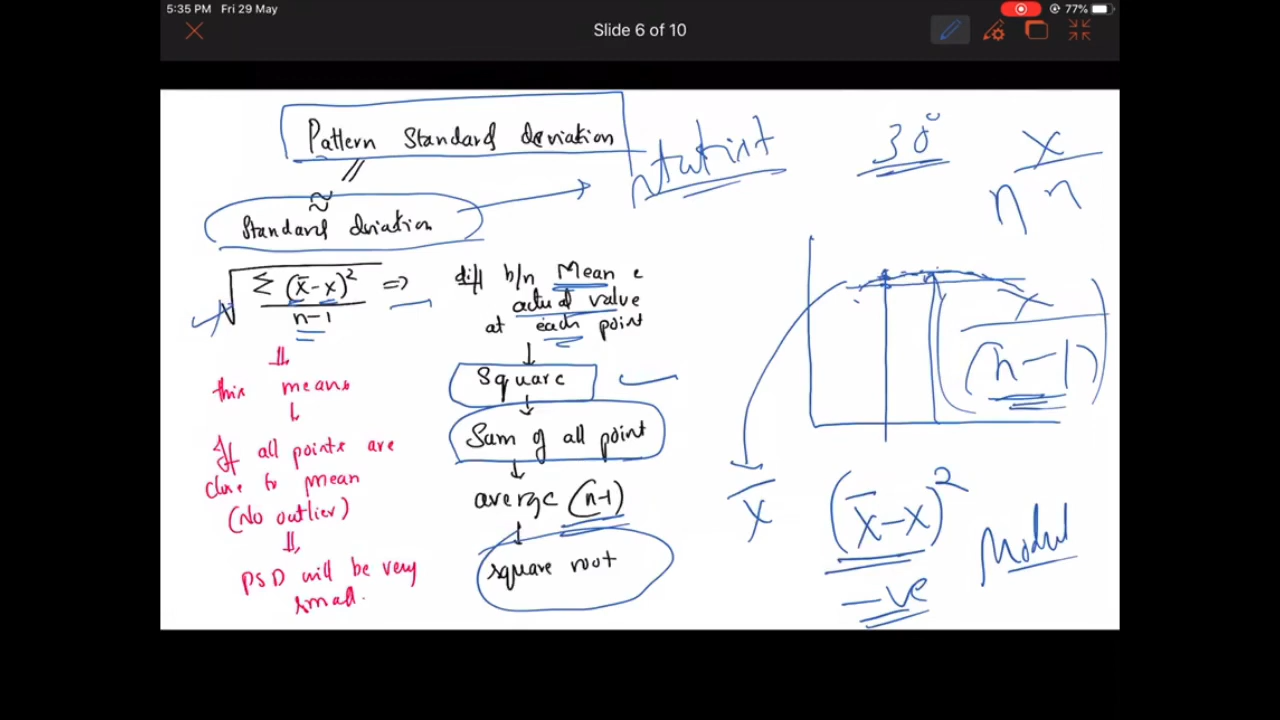 5:35 PM Fri 29 May
77%
Slide 6 of 10
Pattern Standard deviation
//
≈
Standard deviation
√ Σ (x̄-x)² =>
n-1
this means
If all points are
close to mean
(No outlier)
PSD will be very
small.
diff b/n Mean
actual value
at each point
Square
Sum of all point
averge (n-1)
square root
30°
x
n n
x
(n-1)
x̄
(x̄-x)²
-ve